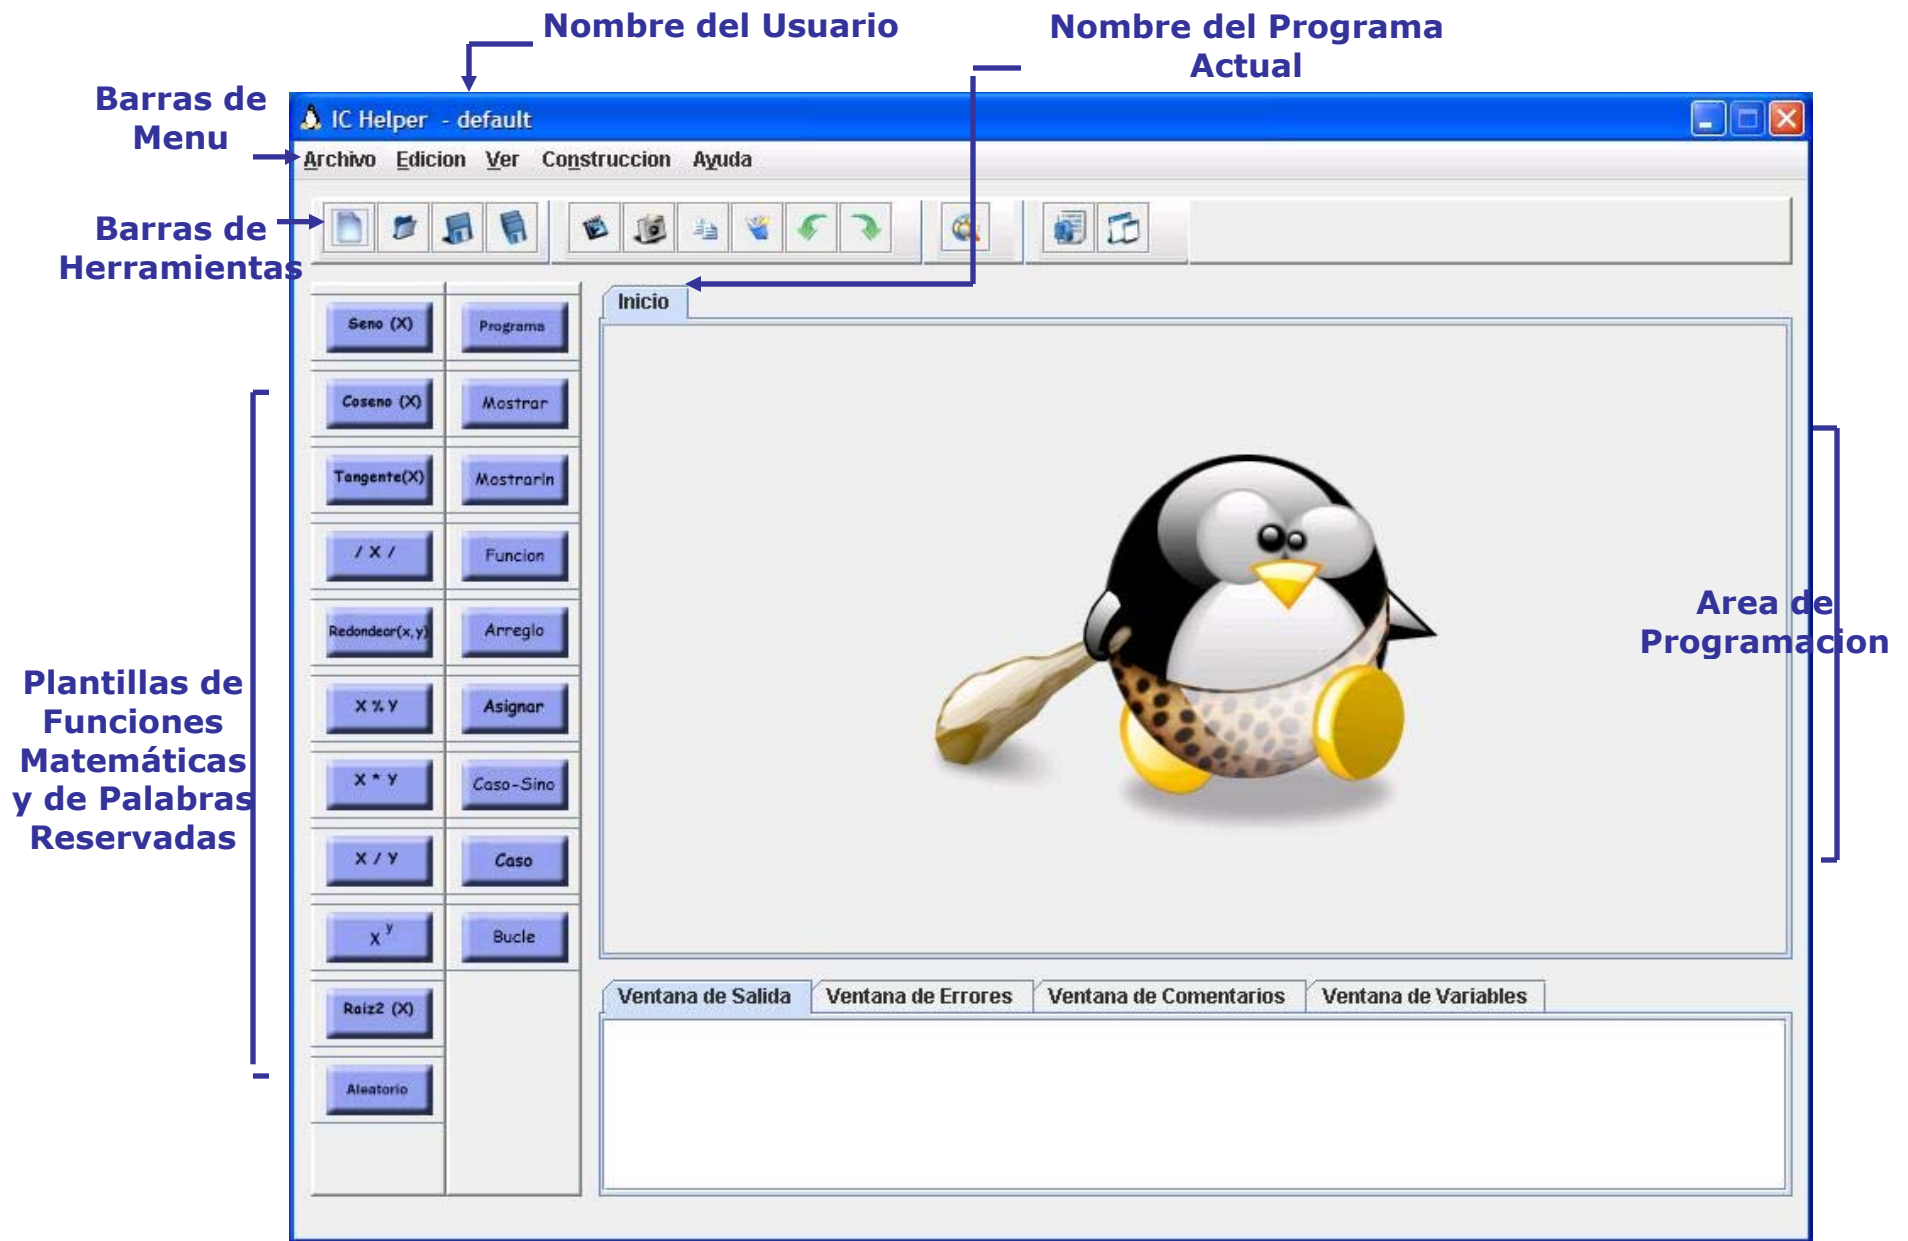 Nombre del Usuario
Nombre del Programa
Actual
Barras de
Menu
IC Helper - default
Archivo Edicion Ver Construccion Ayuda
Barras de
Herramientas
Inicio
Seno (X) Programa
Coseno (X) Mostrar
Tangente(X) Mostrarln
/ X / Funcion
Redondear(x,y) Arreglo
X % Y Asignar
X * Y Caso-Sino
X / Y Caso
X y Bucle
Raiz2 (X)
Aleatorio
Plantillas de
Funciones
Matemáticas
y de Palabras
Reservadas
Area de
Programacion
Ventana de Salida Ventana de Errores Ventana de Comentarios Ventana de Variables